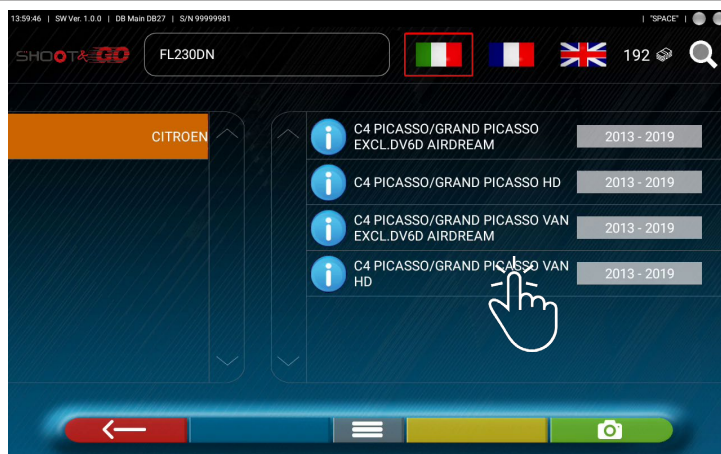 13:59:46 | SW Ver. 1.0.0 | DB Main DB27 | S/N 99999981
| "SPACE" |
SHOOT&GO
FL230DN
192
CITROEN
C4 PICASSO/GRAND PICASSO
EXCL.DV6D AIRDREAM
2013 - 2019
C4 PICASSO/GRAND PICASSO HD
2013 - 2019
C4 PICASSO/GRAND PICASSO VAN
EXCL.DV6D AIRDREAM
2013 - 2019
C4 PICASSO/GRAND PICASSO VAN
HD
2013 - 2019